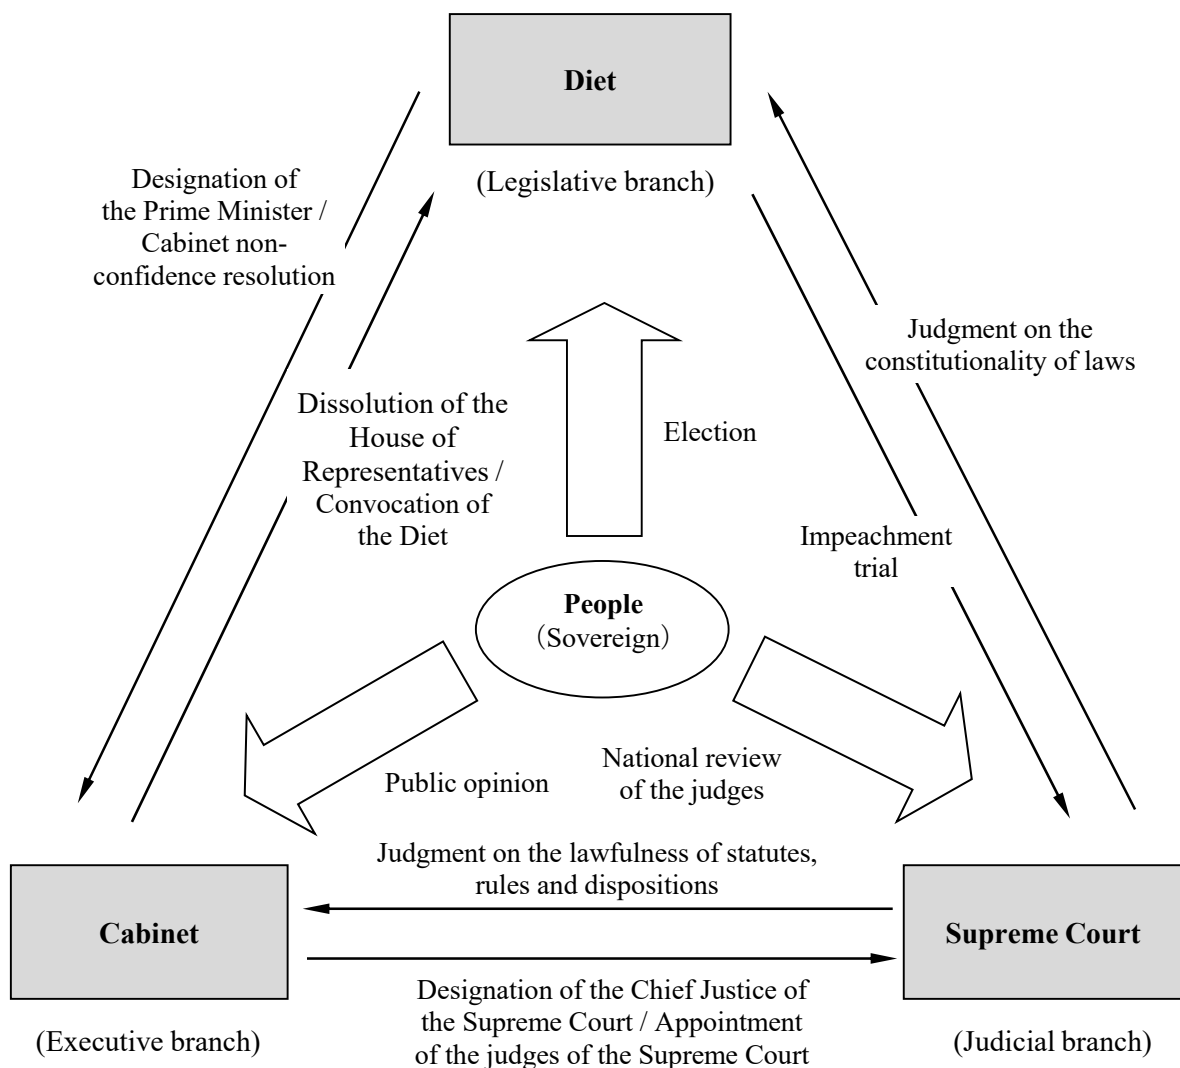 Diet
(Legislative branch)
Designation of
the Prime Minister /
Cabinet non-
confidence resolution
Judgment on the
constitutionality of laws
Dissolution of the
House of
Representatives /
Convocation of
the Diet
Election
Impeachment
trial
People
（Sovereign）
Public opinion
National review
of the judges
Judgment on the lawfulness of statutes,
rules and dispositions
Cabinet
(Executive branch)
Supreme Court
(Judicial branch)
Designation of the Chief Justice of
the Supreme Court / Appointment
of the judges of the Supreme Court